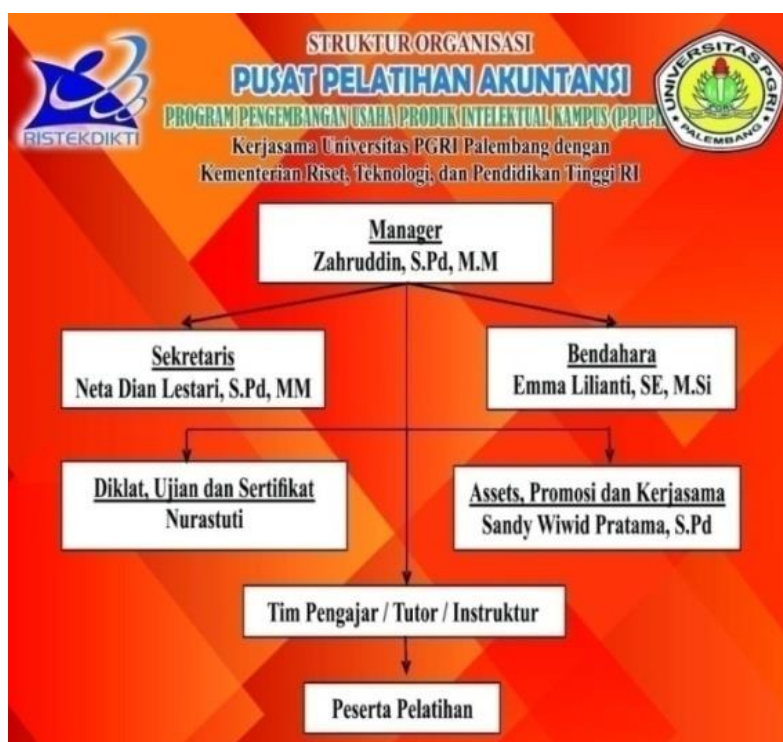 STRUKTUR ORGANISASI
PUSAT PELATIHAN AKUNTANSI
PROGRAM PENGEMBANGAN USAHA PRODUK INTELEKTUAL KAMPUS
Kerjasama Universitas PGRI Palembang dengan
Kementerian Riset, Teknologi, dan Pendidikan Tinggi RI
RISTEKDIKTI
UNIVERSITAS PGRI
PALEMBANG
Manager
Zahruddin, S.Pd, M.M
Sekretaris
Neta Dian Lestari, S.Pd, MM
Bendahara
Emma Lilianti, SE, M.Si
Diklat, Ujian dan Sertifikat
Nurastuti
Assets, Promosi dan Kerjasama
Sandy Wiwid Pratama, S.Pd
Tim Pengajar / Tutor / Instruktur
Peserta Pelatihan